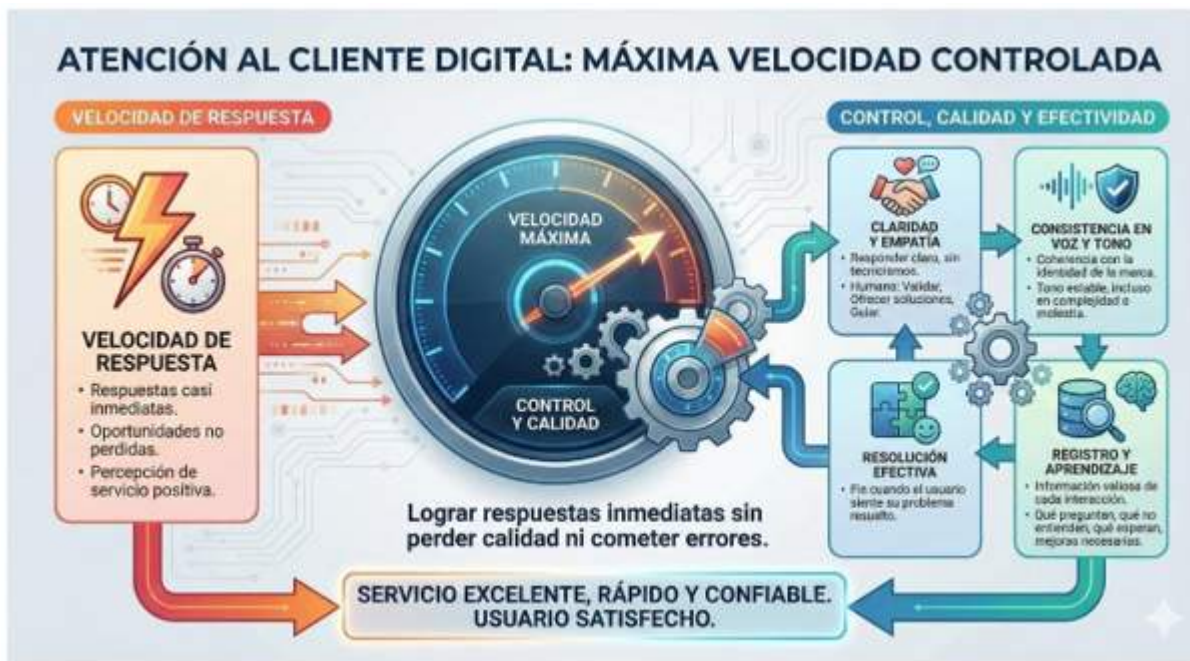 ATENCIÓN AL CLIENTE DIGITAL: MÁXIMA VELOCIDAD CONTROLADA
VELOCIDAD DE RESPUESTA
VELOCIDAD DE
RESPUESTA
• Respuestas casi
inmediatas.
• Oportunidades no
perdidas.
• Percepción de
servicio positiva.
VELOCIDAD
MÁXIMA
CONTROL
Y CALIDAD
Lograr respuestas inmediatas sin
perder calidad ni cometer errores.
CONTROL, CALIDAD Y EFECTIVIDAD
CLARIDAD
Y EMPATÍA
• Responder claro, sin
tecnicismos.
• Humano: Validar,
Ofrecer soluciones,
Guiar.
CONSISTENCIA EN
VOZ Y TONO
• Coherencia con la
identidad de la marca.
• Tono estable, incluso
en complejidad o
molestia.
REGISTRO Y
APRENDIZAJE
• Información valiosa de
cada interacción.
• Qué pregunten, qué no
entienden, qué esperan,
mejoras necesarias.
RESOLUCIÓN
EFECTIVA
• cuando el usuario
siente su problema
resuelto.
SERVICIO EXCELENTE, RÁPIDO Y CONFIABLE.
USUARIO SATISFECHO.